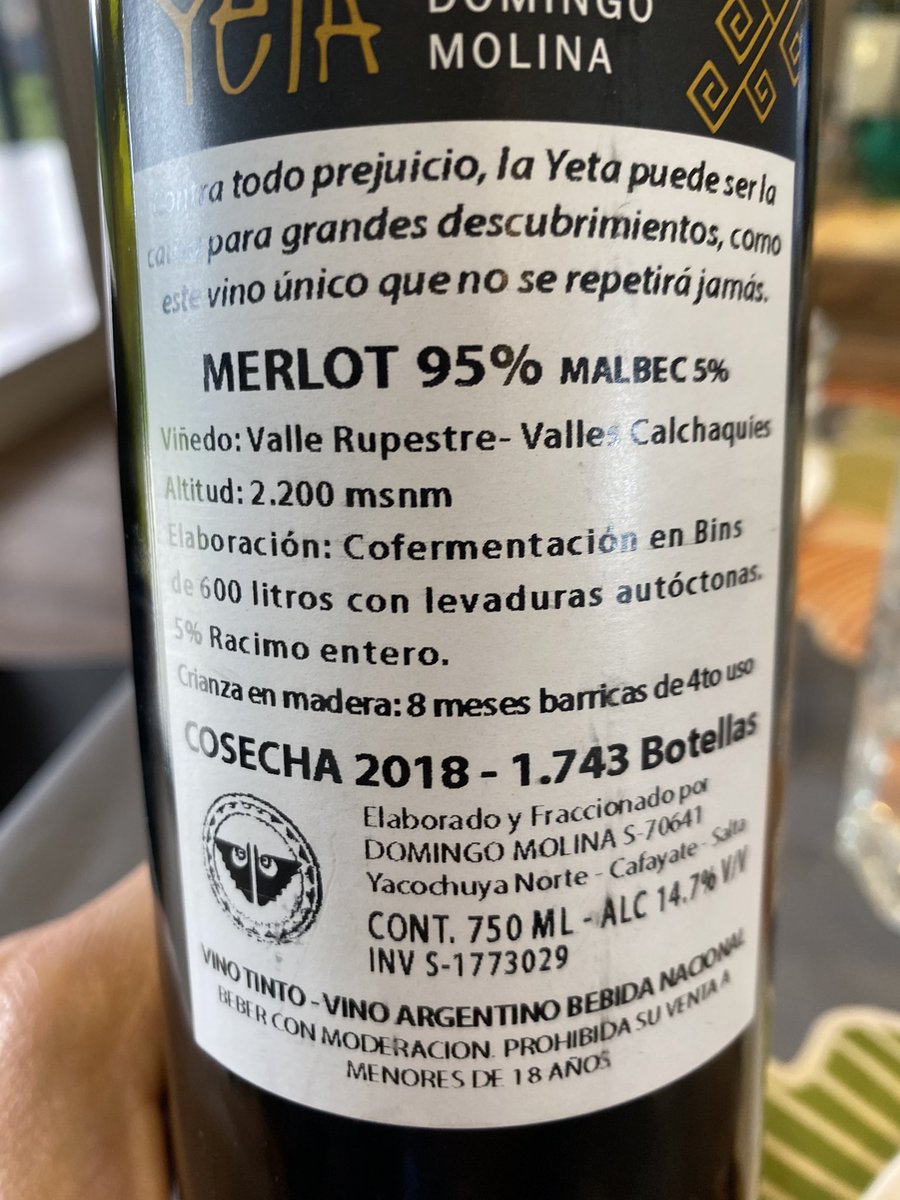 YETA
DOMINGO
MOLINA
Contra todo prejuicio, la Yeta puede ser la
para grandes descubrimientos, como
este vino único que no se repetirá jamás.
MERLOT 95% MALBEC 5%
Viñedo: Valle Rupestre- Valles Calchaquies
Altitud: 2.200 msnm
Elaboración: Cofermentación en Bins
de 600 litros con levaduras autóctonas.
5% Racimo entero.
Crianza en madera: 8 meses barricas de 4to uso
COSECHA 2018 - 1.743 Botellas
Elaborado y Fraccionado por
DOMINGO MOLINA S-70641
Yacochuya Norte - Cafayate - Salta
CONT. 750 ML - ALC 14.7% V/V
INV S-1773029
VINO TINTO - VINO ARGENTINO BEBIDA NACIONAL
BEBER CON MODERACION. PROHIBIDA SU VENTA A
MENORES DE 18 AÑOS